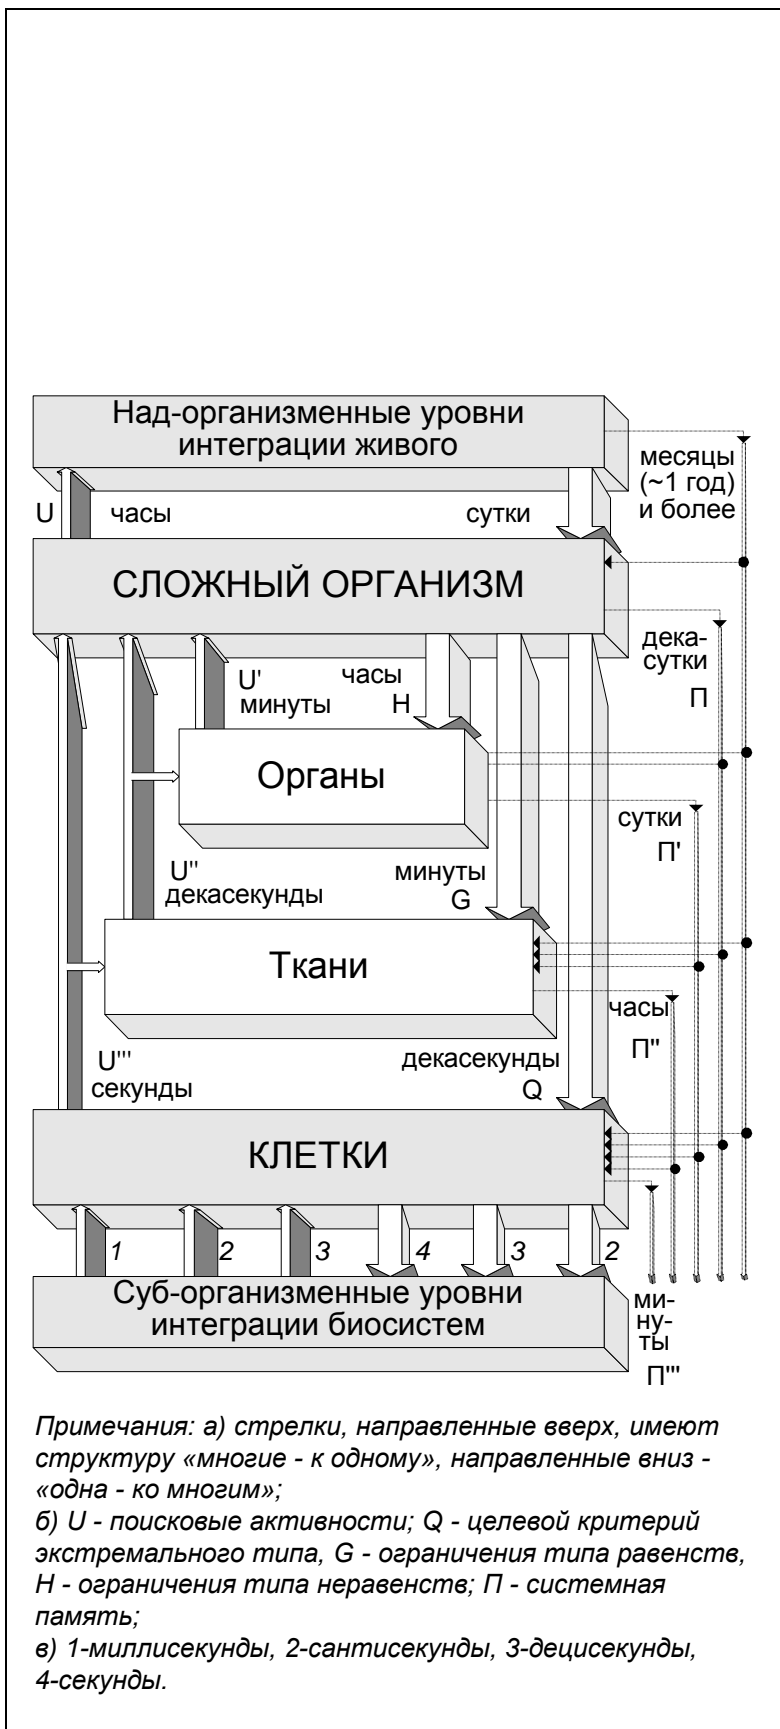 Над-организменные уровни
интеграции живого
месяцы
(~1 год)
и более
U часы сутки
СЛОЖНЫЙ ОРГАНИЗМ
дека-
сутки
П
U' часы
минуты Н
Органы
сутки
П'
U'' минуты
декасекунды G
Ткани
часы
П''
U''' декасекунды
секунды Q
КЛЕТКИ
1 2 3 4 3 2
Суб-организменные уровни
интеграции биосистем
ми-
ну-
ты
П'''
Примечания: а) стрелки, направленные вверх, имеют
структуру «многие - к одному», направленные вниз -
«одна - ко многим»;
б) U - поисковые активности; Q - целевой критерий
экстремального типа, G - ограничения типа равенств,
Н - ограничения типа неравенств; П - системная
память;
в) 1-миллисекунды, 2-сантисекунды, 3-децисекунды,
4-секунды.